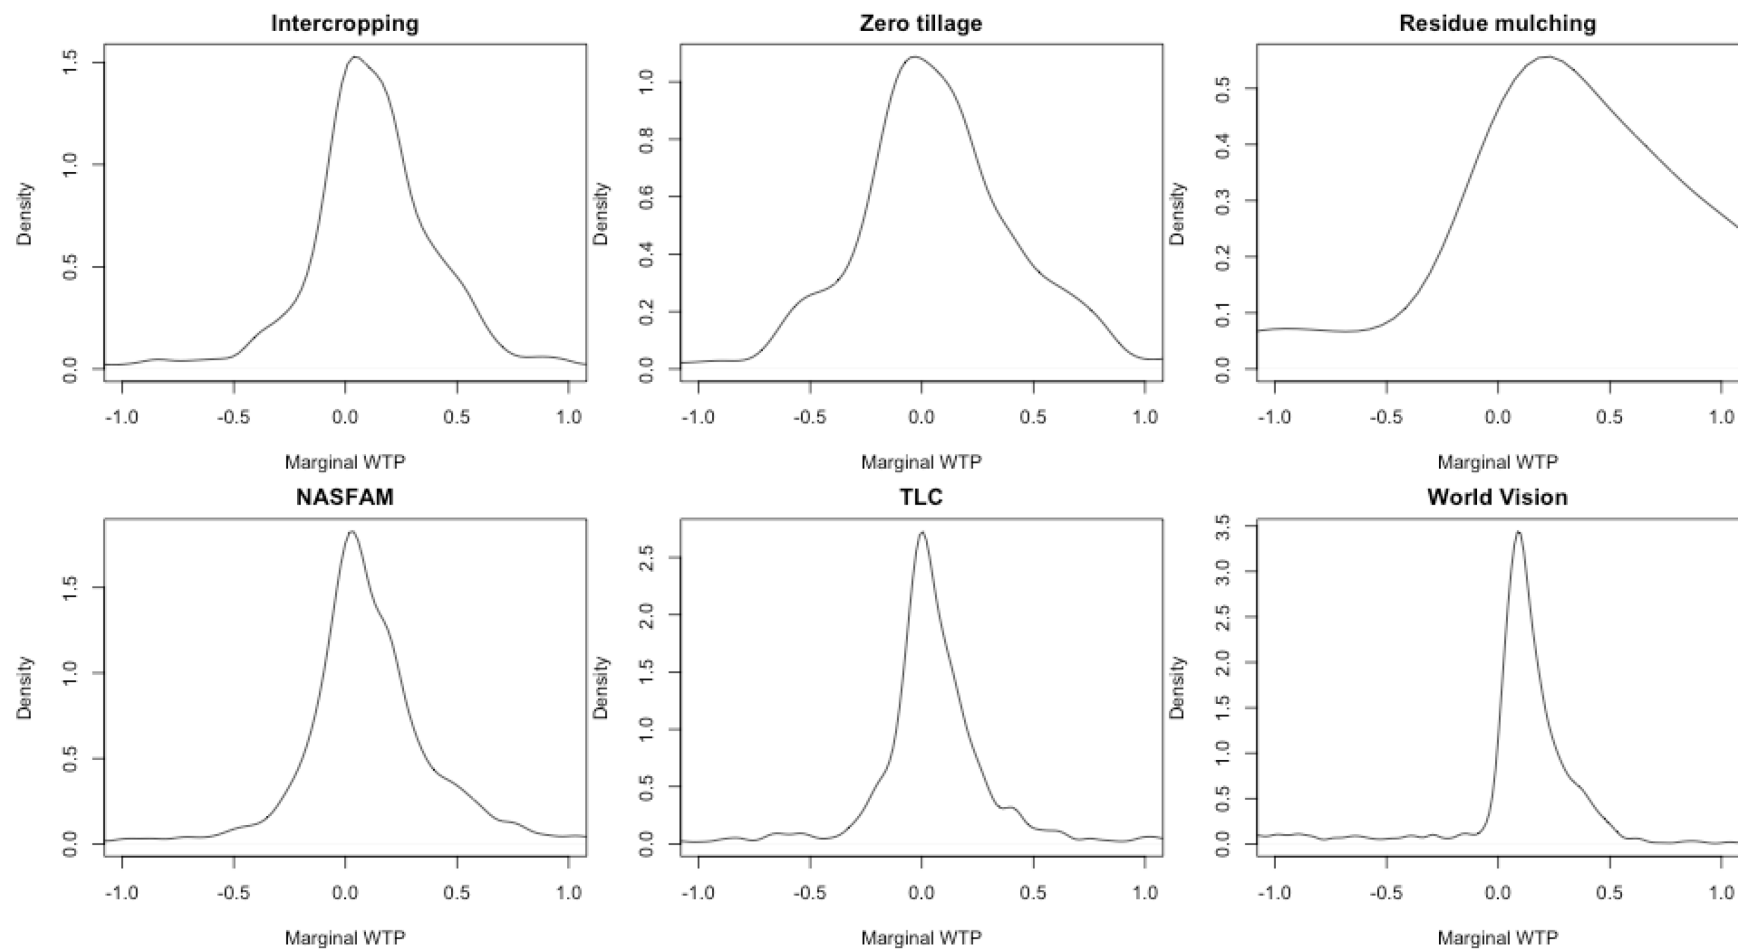 Intercropping
Density
1.5
1.0
0.5
0.0
-1.0 -0.5 0.0 0.5 1.0
Marginal WTP
Zero tillage
Density
1.0
0.8
0.6
0.4
0.2
0.0
-1.0 -0.5 0.0 0.5 1.0
Marginal WTP
Residue mulching
Density
0.5
0.4
0.3
0.2
0.1
0.0
-1.0 -0.5 0.0 0.5 1.0
Marginal WTP
NASFAM
Density
1.5
1.0
0.5
0.0
-1.0 -0.5 0.0 0.5 1.0
Marginal WTP
TLC
Density
2.5
2.0
1.5
1.0
0.5
0.0
-1.0 -0.5 0.0 0.5 1.0
Marginal WTP
World Vision
Density
3.5
3.0
2.5
2.0
1.5
1.0
0.5
0.0
-1.0 -0.5 0.0 0.5 1.0
Marginal WTP